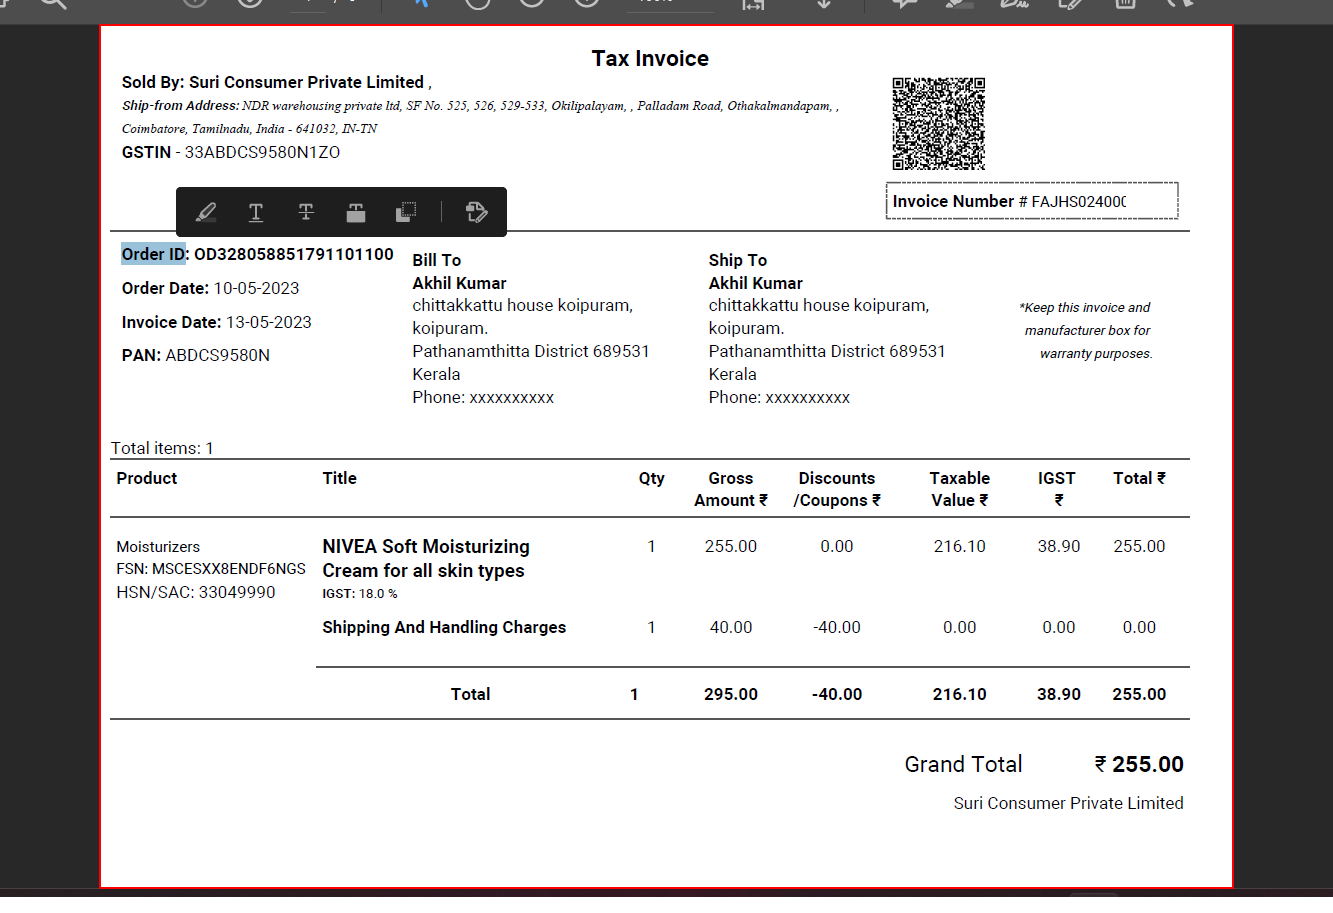 Tax Invoice
Sold By: Suri Consumer Private Limited ,
Ship-from Address: NDR warehousing private ltd, SF No. 525, 526, 529-533, Okilipalayam, , Palladam Road, Othakalmandapam, ,
Coimbatore, Tamilnadu, India - 641032, IN-TN
GSTIN - 33ABDCS9580N1ZO
Invoice Number # FAJHS02400
Order ID: OD328058851791101100
Order Date: 10-05-2023
Invoice Date: 13-05-2023
PAN: ABDCS9580N
Bill To
Akhil Kumar
chittakkattu house koipuram,
koipuram.
Pathanamthitta District 689531
Kerala
Phone: xxxxxxxxxx
Ship To
Akhil Kumar
chittakkattu house koipuram,
koipuram.
Pathanamthitta District 689531
Kerala
Phone: xxxxxxxxxx
*Keep this invoice and
manufacturer box for
warranty purposes.
Total items: 1
Product Title Qty Gross Amount ₹ Discounts /Coupons ₹ Taxable Value ₹ IGST ₹ Total ₹
Moisturizers
FSN: MSCESXX8ENDF6NGS
HSN/SAC: 33049990
NIVEA Soft Moisturizing
Cream for all skin types
IGST: 18.0 %
1 255.00 0.00 216.10 38.90 255.00
Shipping And Handling Charges 1 40.00 -40.00 0.00 0.00 0.00
Total 1 295.00 -40.00 216.10 38.90 255.00
Grand Total ₹ 255.00
Suri Consumer Private Limited